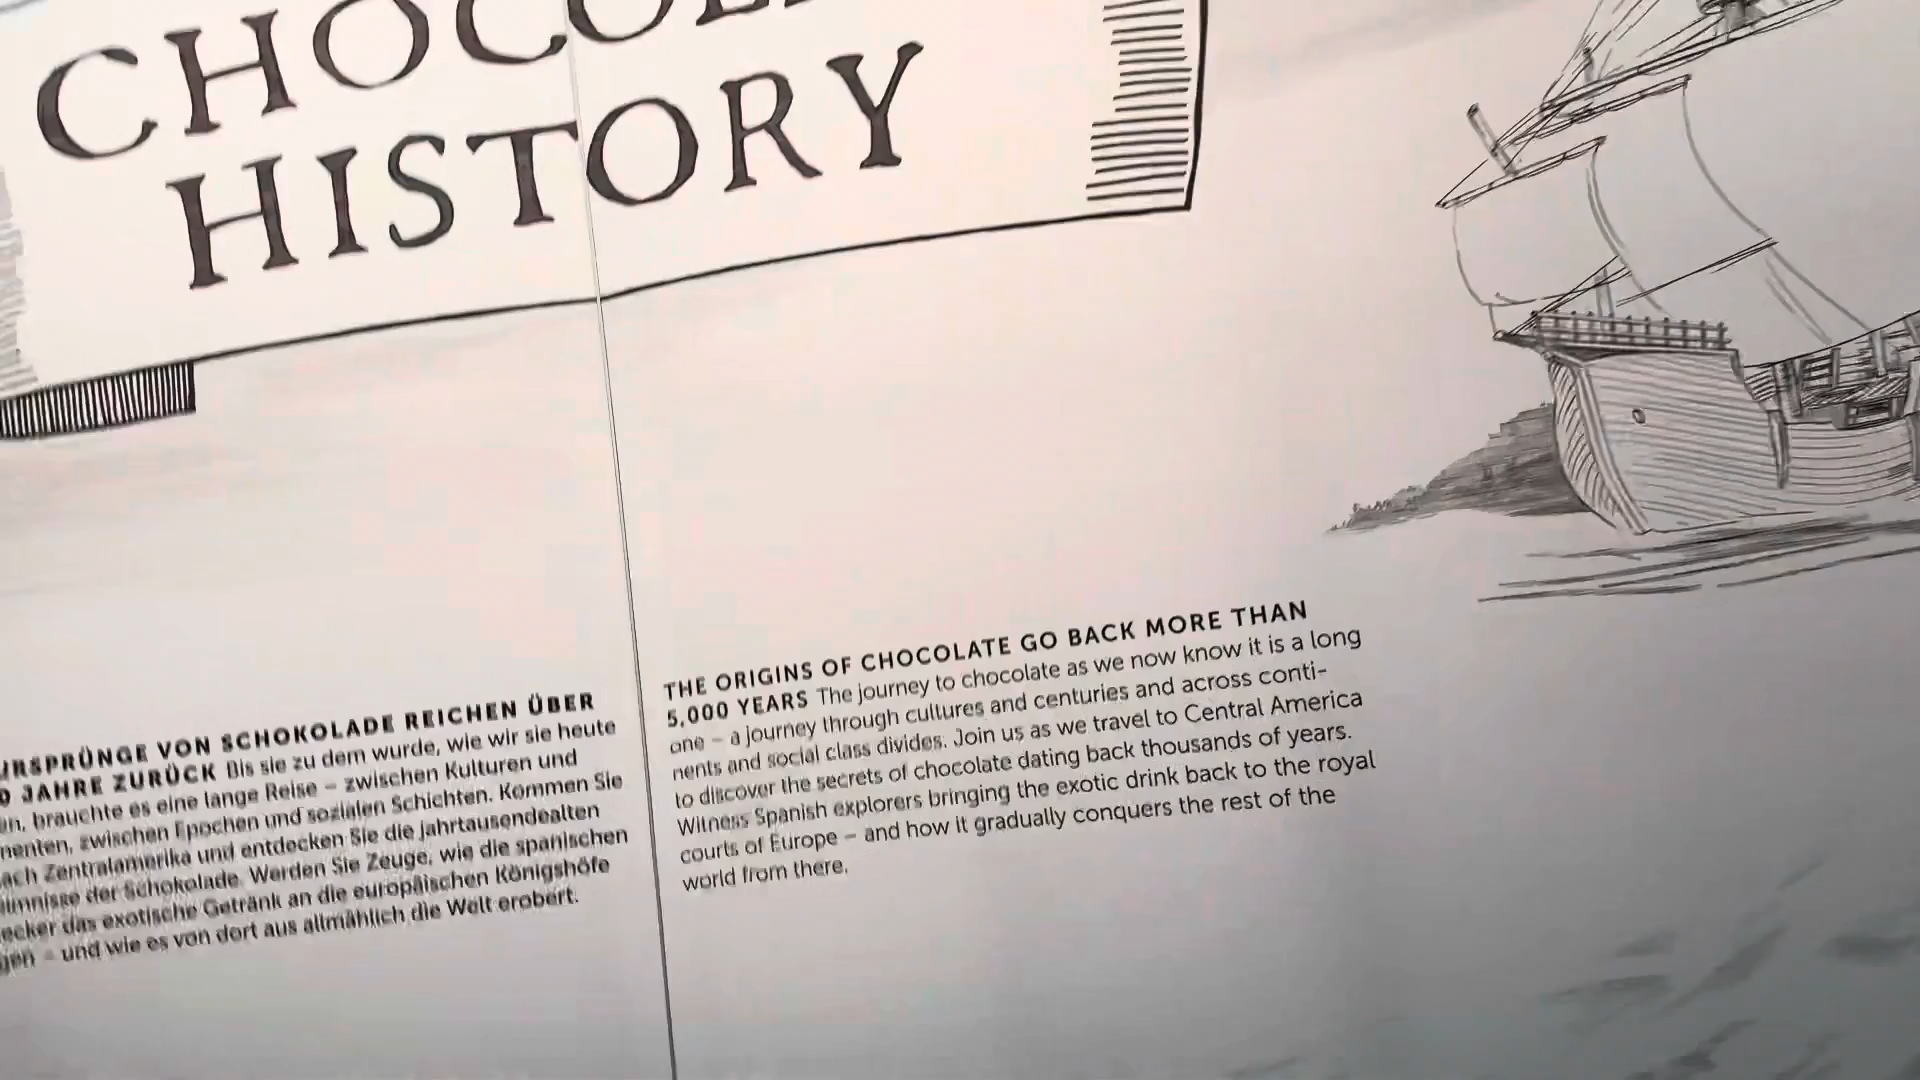 CHOCOL
HISTORY
URSPRÜNGE VON SCHOKOLADE REICHEN ÜBER
0 JAHRE ZURÜCK Bis sie zu dem wurde, wie wir sie heute
en, brauchte es eine lange Reise – zwischen Kulturen und
nenten, zwischen Epochen und sozialen Schichten. Kommen Sie
ach Zentralamerika und entdecken Sie die jahrtausendealten
imnisse der Schokolade. Werden Sie Zeuge, wie die spanischen
ecker das exotische Getränk an die europäischen Königshöfe
gen – und wie es von dort aus allmählich die Welt erobert.
THE ORIGINS OF CHOCOLATE GO BACK MORE THAN
5,000 YEARS The journey to chocolate as we now know it is a long
one – a journey through cultures and centuries and across conti-
nents and social class divides. Join us as we travel to Central America
to discover the secrets of chocolate dating back thousands of years.
Witness Spanish explorers bringing the exotic drink back to the royal
courts of Europe – and how it gradually conquers the rest of the
world from there.